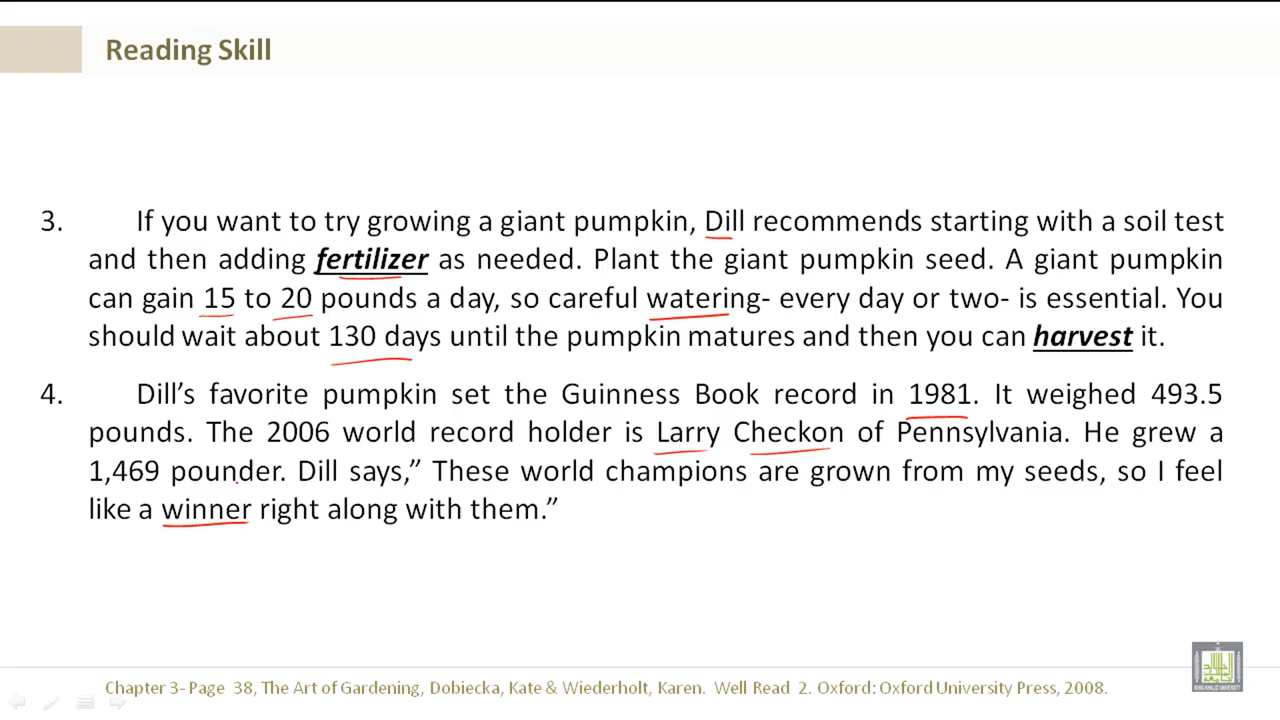 Reading Skill
3. If you want to try growing a giant pumpkin, Dill recommends starting with a soil test
and then adding fertilizer as needed. Plant the giant pumpkin seed. A giant pumpkin
can gain 15 to 20 pounds a day, so careful watering- every day or two- is essential. You
should wait about 130 days until the pumpkin matures and then you can harvest it.
4. Dill’s favorite pumpkin set the Guinness Book record in 1981. It weighed 493.5
pounds. The 2006 world record holder is Larry Checkon of Pennsylvania. He grew a
1,469 pounder. Dill says,” These world champions are grown from my seeds, so I feel
like a winner right along with them.”
Chapter 3- Page 38, The Art of Gardening, Dobiecka, Kate & Wiederholt, Karen. Well Read 2. Oxford: Oxford University Press, 2008.
KING KHALID UNIVERSITY